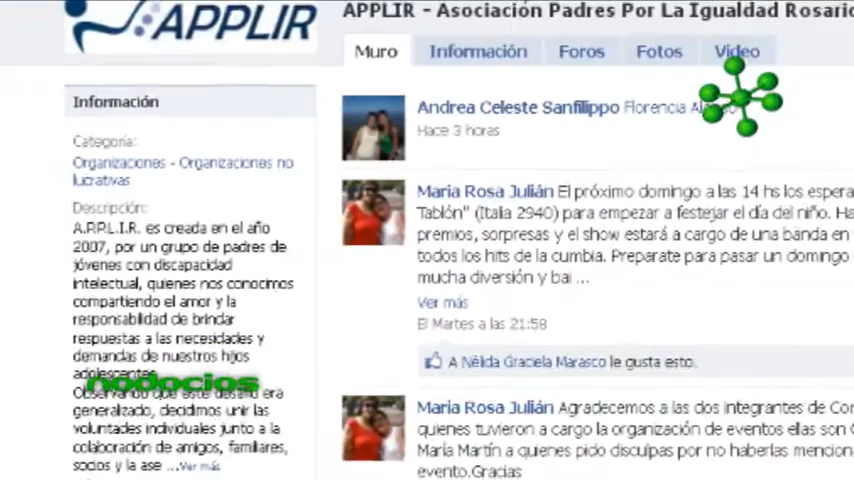 APPLIR
APPLIR - Asociación Padres Por La Igualdad Rosario
Muro Información Foros Fotos Video
Información
Categoría:
Organizaciones - Organizaciones no
lucrativas
Descripción:
A.P.P.L.I.R. es creada en el año
2007, por un grupo de padres de
jóvenes con discapacidad
intelectual, quienes nos conocimos
compartiendo el amor y la
responsabilidad de brindar
respuestas a las necesidades y
demandas de nuestros hijos
adolescentes.
nodocios
Observando que este desafío era
generalizado, decidimos unir las
voluntades individuales junto a la
colaboración de amigos, familiares,
socios y la ase ...Ver más
Andrea Celeste Sanfilippo Florencia
Hace 3 horas
Maria Rosa Julián El próximo domingo a las 14 hs los espera
Tablón" (Italia 2940) para empezar a festejar el día del niño. Ha
premios, sorpresas y el show estará a cargo de una banda en
todos los hits de la cumbia. Preparate para pasar un domingo
mucha diversión y bai ...
Ver más
El Martes a las 21:58
A Nélida Graciela Marasco le gusta esto.
Maria Rosa Julián Agradecemos a las dos integrantes de Cor
quienes tuvieron a cargo la organización de eventos ellas son
María Martín a quienes pido disculpas por no haberlas mencion
evento.Gracias